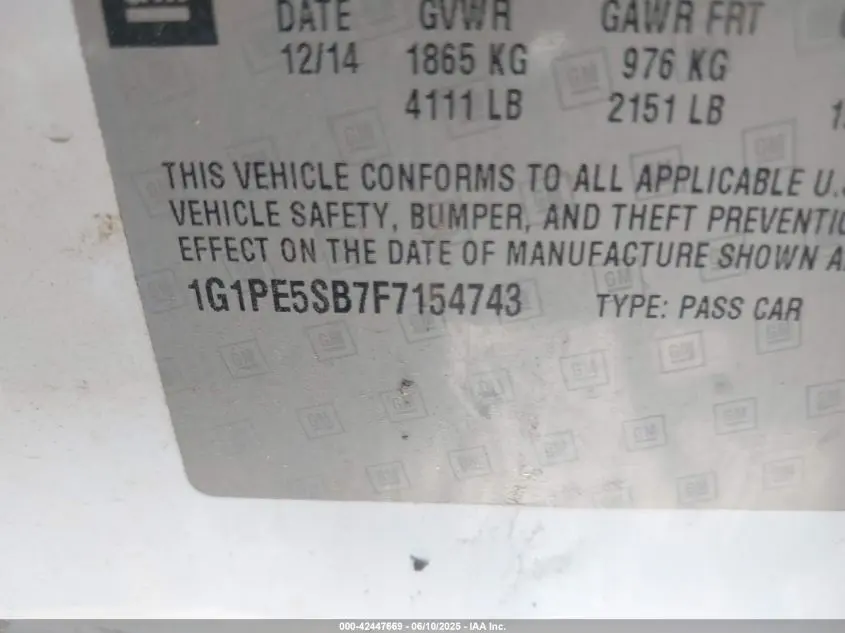 DATE GVWR GAWR FRT
12/14 1865 KG 976 KG
4111 LB 2151 LB
THIS VEHICLE CONFORMS TO ALL APPLICABLE U.S
VEHICLE SAFETY, BUMPER, AND THEFT PREVENTIO
EFFECT ON THE DATE OF MANUFACTURE SHOWN A
1G1PE5SB7F7154743 TYPE: PASS CAR
000-42447669 - 06/10/2025 - IAA Inc.